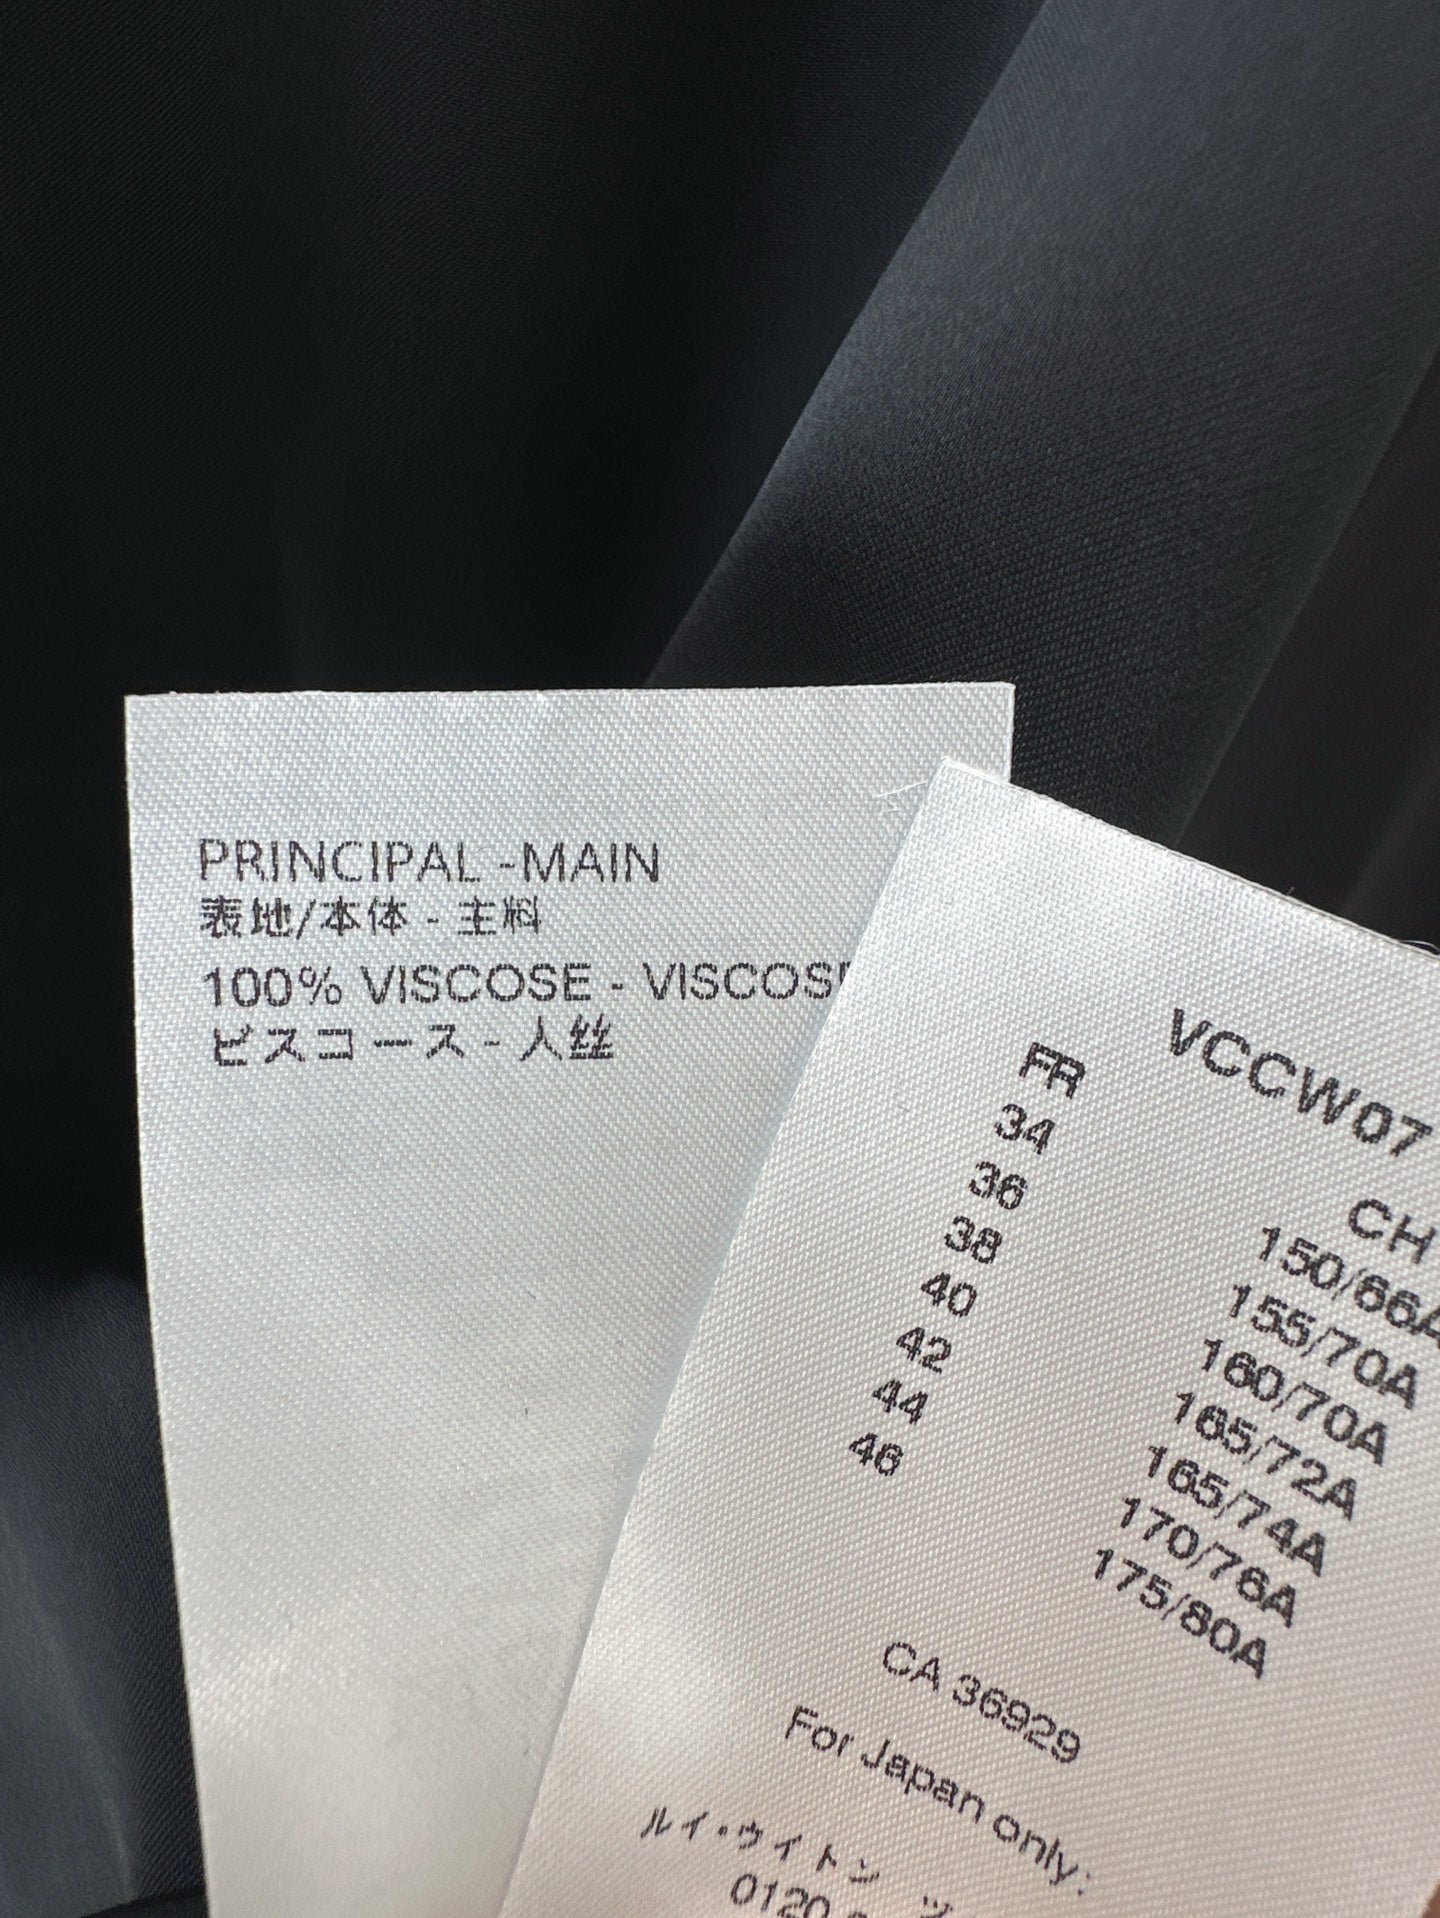 PRINCIPAL - MAIN
表地/本体 - 主料
100% VISCOSE - VISCOS
ビスコース - 人丝
VCCW07
FR CH
34 150/66A
36 155/70A
38 160/70A
40 165/72A
42 165/74A
44 170/76A
46 175/80A
CA 36929
For Japan only:
ルイ・ウイトン
0120